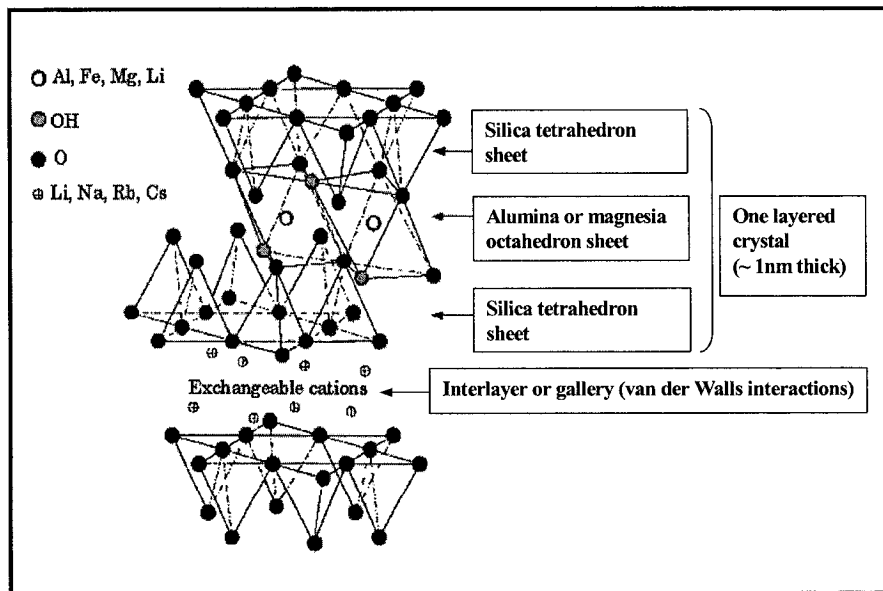 Al, Fe, Mg, Li
OH
O
Li, Na, Rb, Cs
Silica tetrahedron
sheet
Alumina or magnesia
octahedron sheet
One layered
crystal
(~ 1nm thick)
Silica tetrahedron
sheet
Exchangeable cations
Interlayer or gallery (van der Walls interactions)